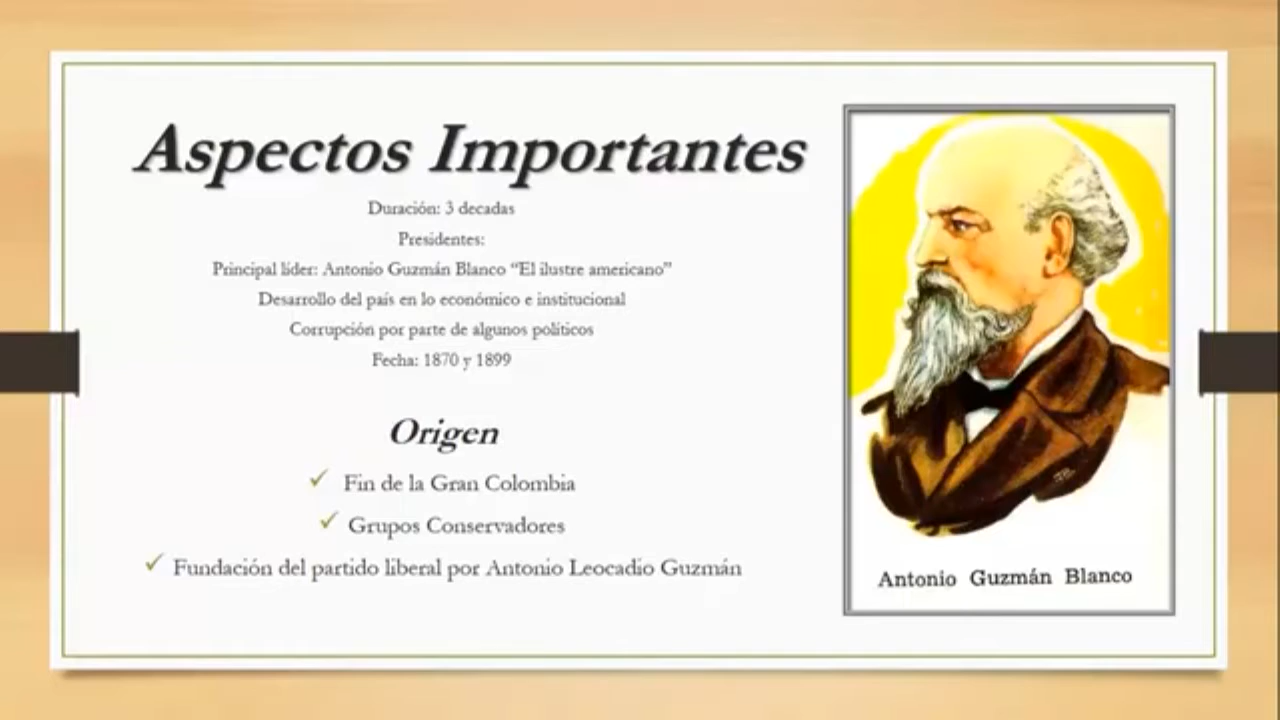 Aspectos Importantes
Duración: 3 decadas
Presidentes:
Principal líder: Antonio Guzmán Blanco “El ilustre americano”
Desarrollo del país en lo económico e institucional
Corrupción por parte de algunos políticos
Fecha: 1870 y 1899
Origen
✓ Fin de la Gran Colombia
✓ Grupos Conservadores
✓ Fundación del partido liberal por Antonio Leocadio Guzmán
Antonio Guzmán Blanco